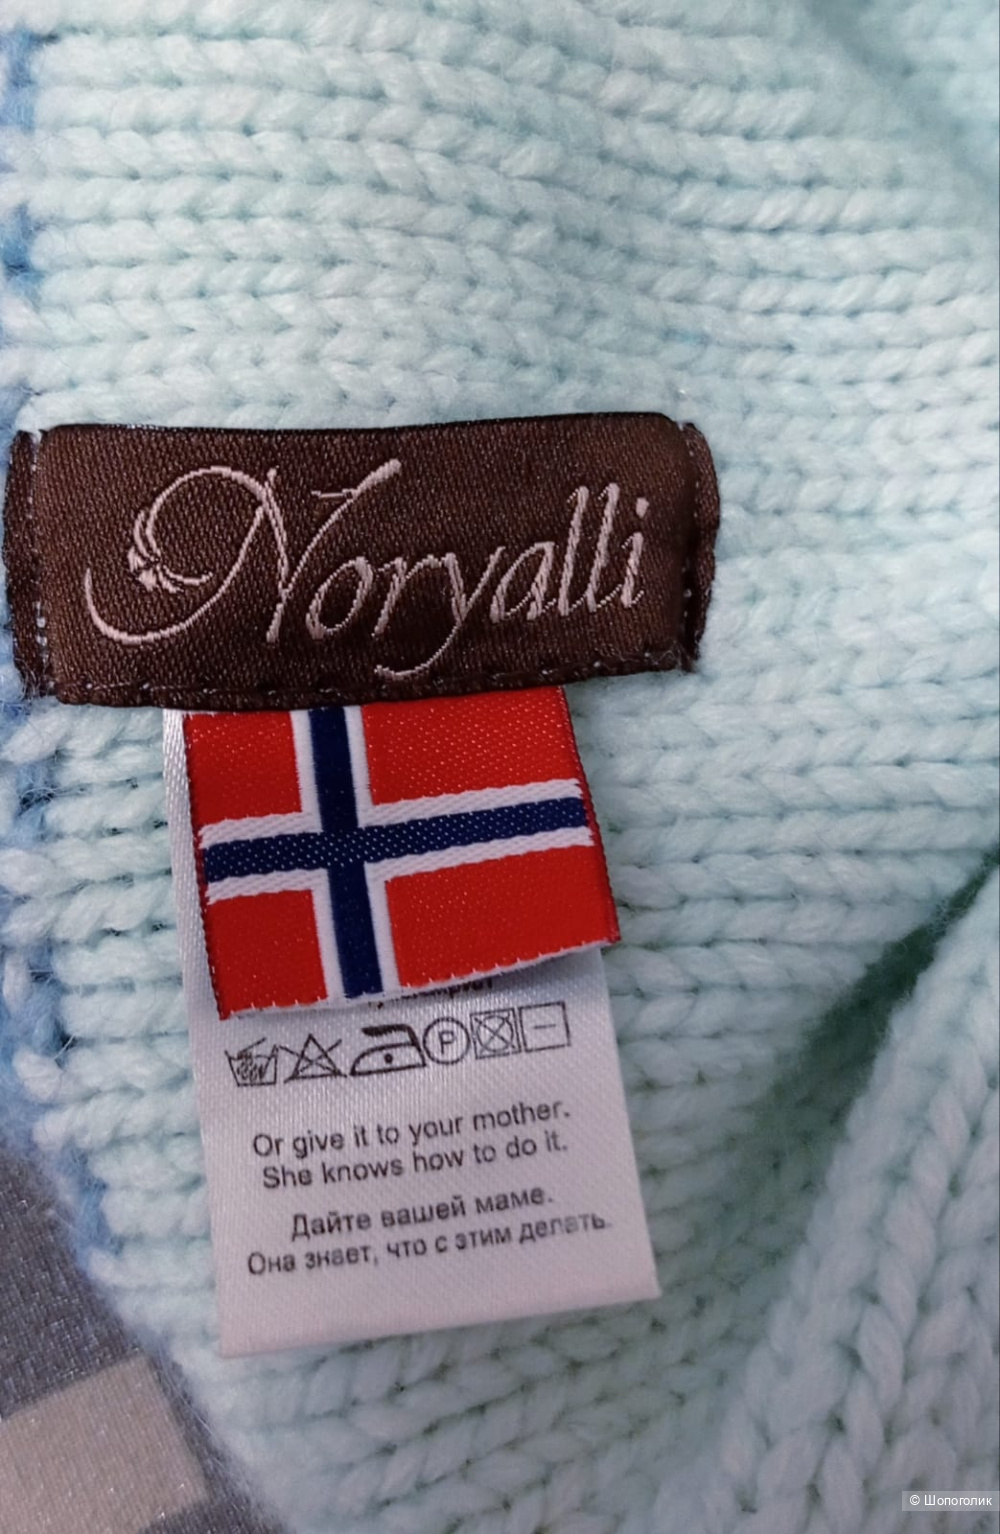 Noryalli
P
Or give it to your mother.
She knows how to do it.
Дайте вашей маме.
Она знает, что с этим делать.
© Шопоголик